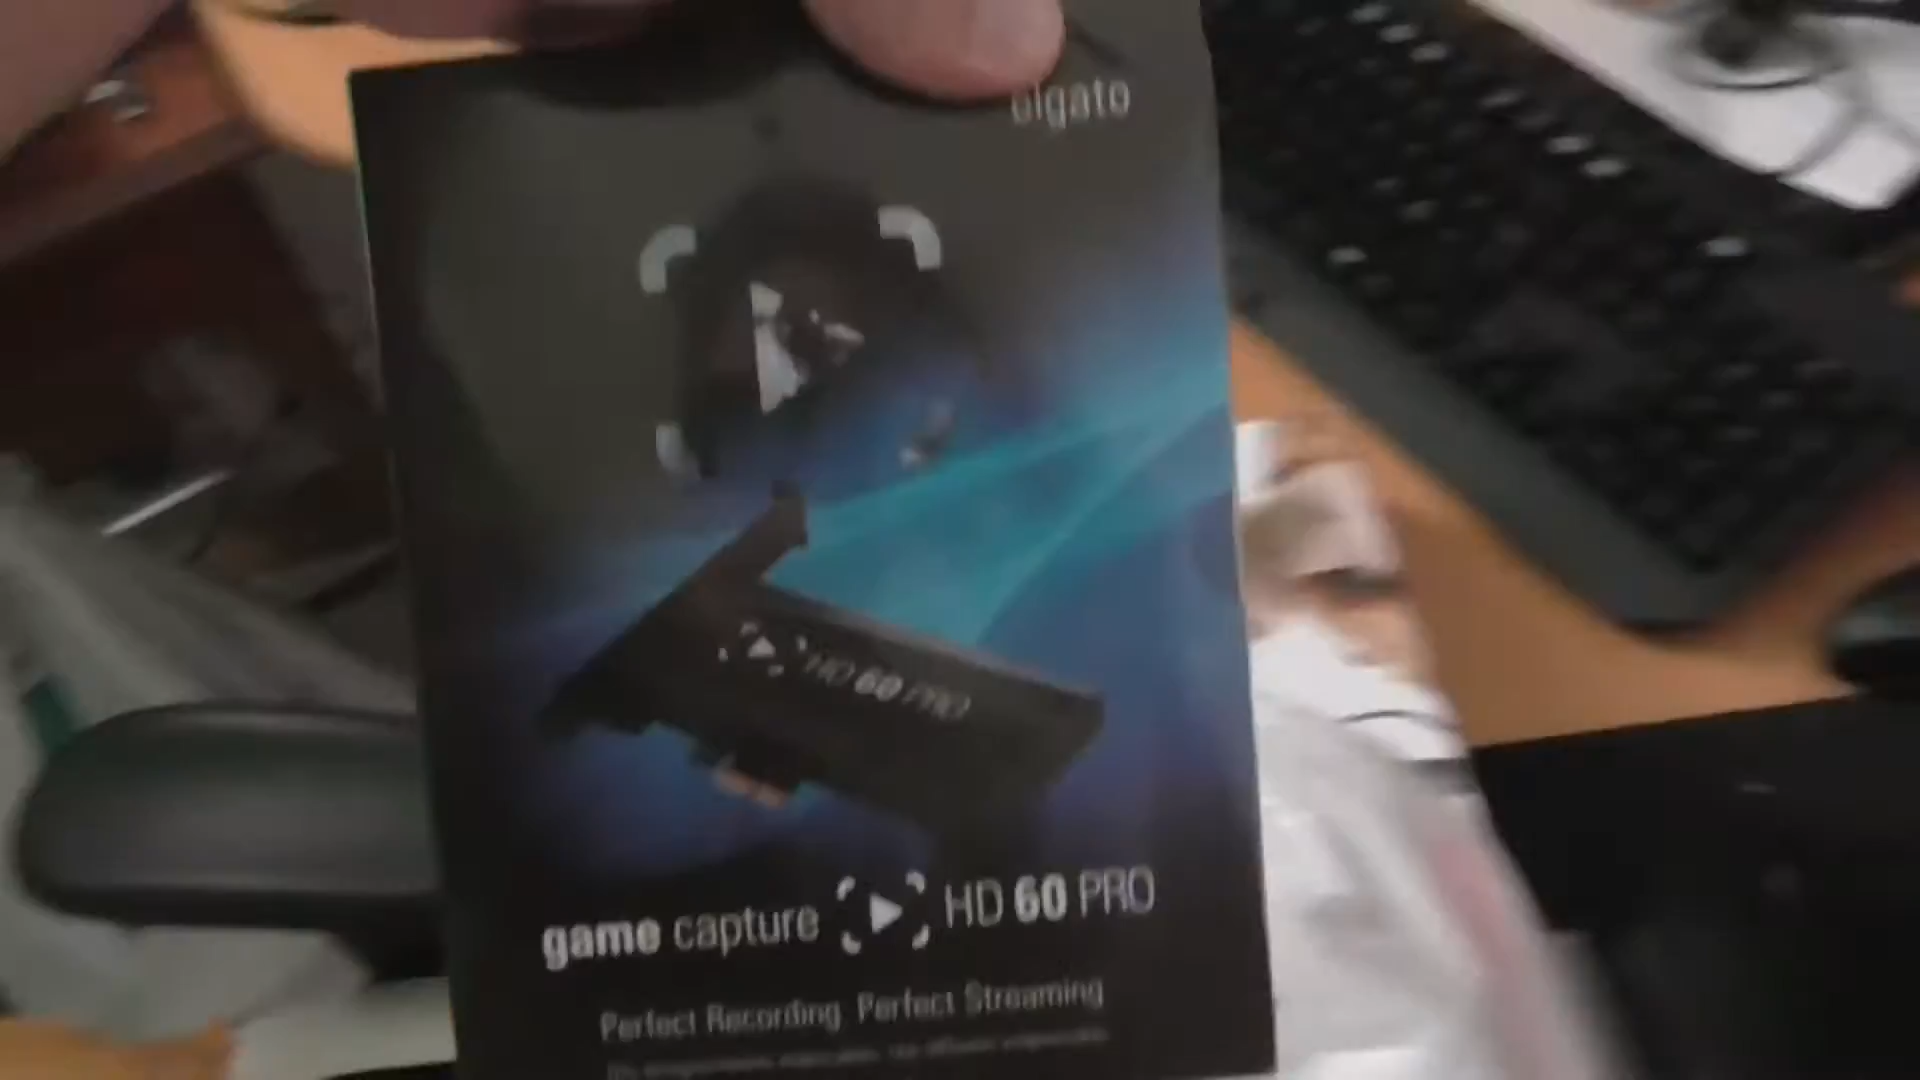 elgato
HD 60 PRO
game capture HD 60 PRO
Perfect Recording. Perfect Streaming